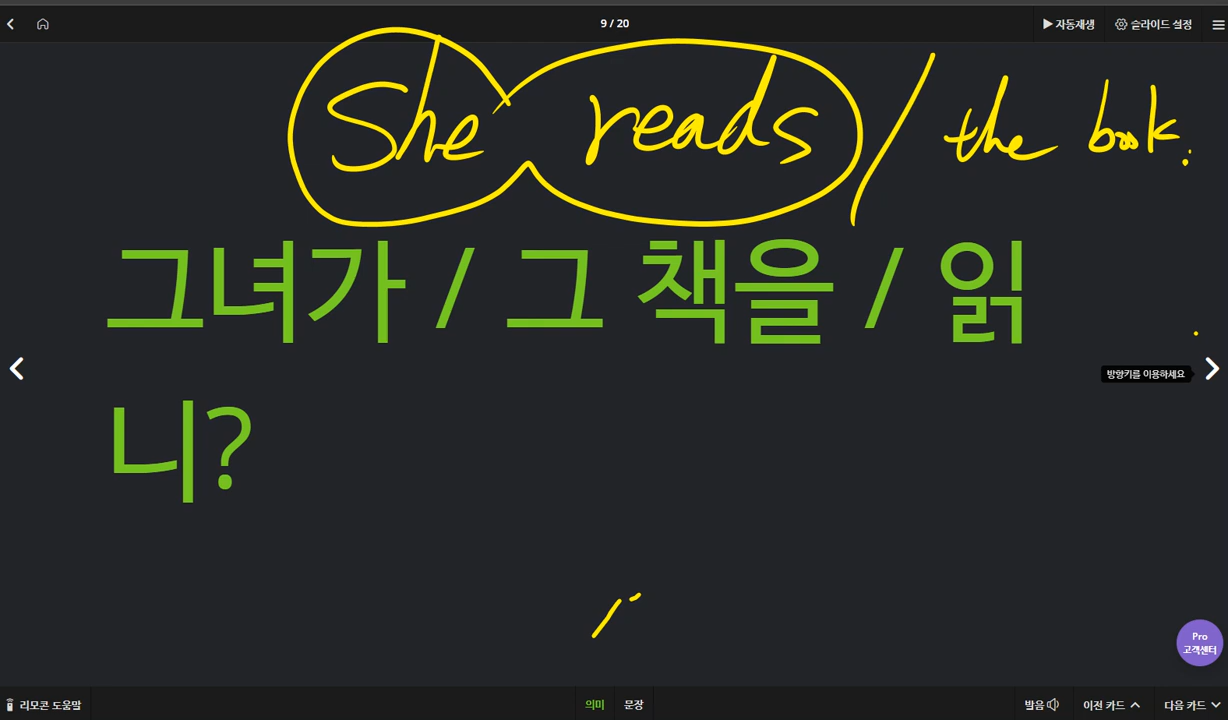 9 / 20
자동재생
슬라이드 설정
She reads / the book.
그녀가 / 그 책을 / 읽
니?
방향키를 이용하세요
Pro
고객센터
리모콘 도움말
의미
문장
발음
이전 카드
다음 카드